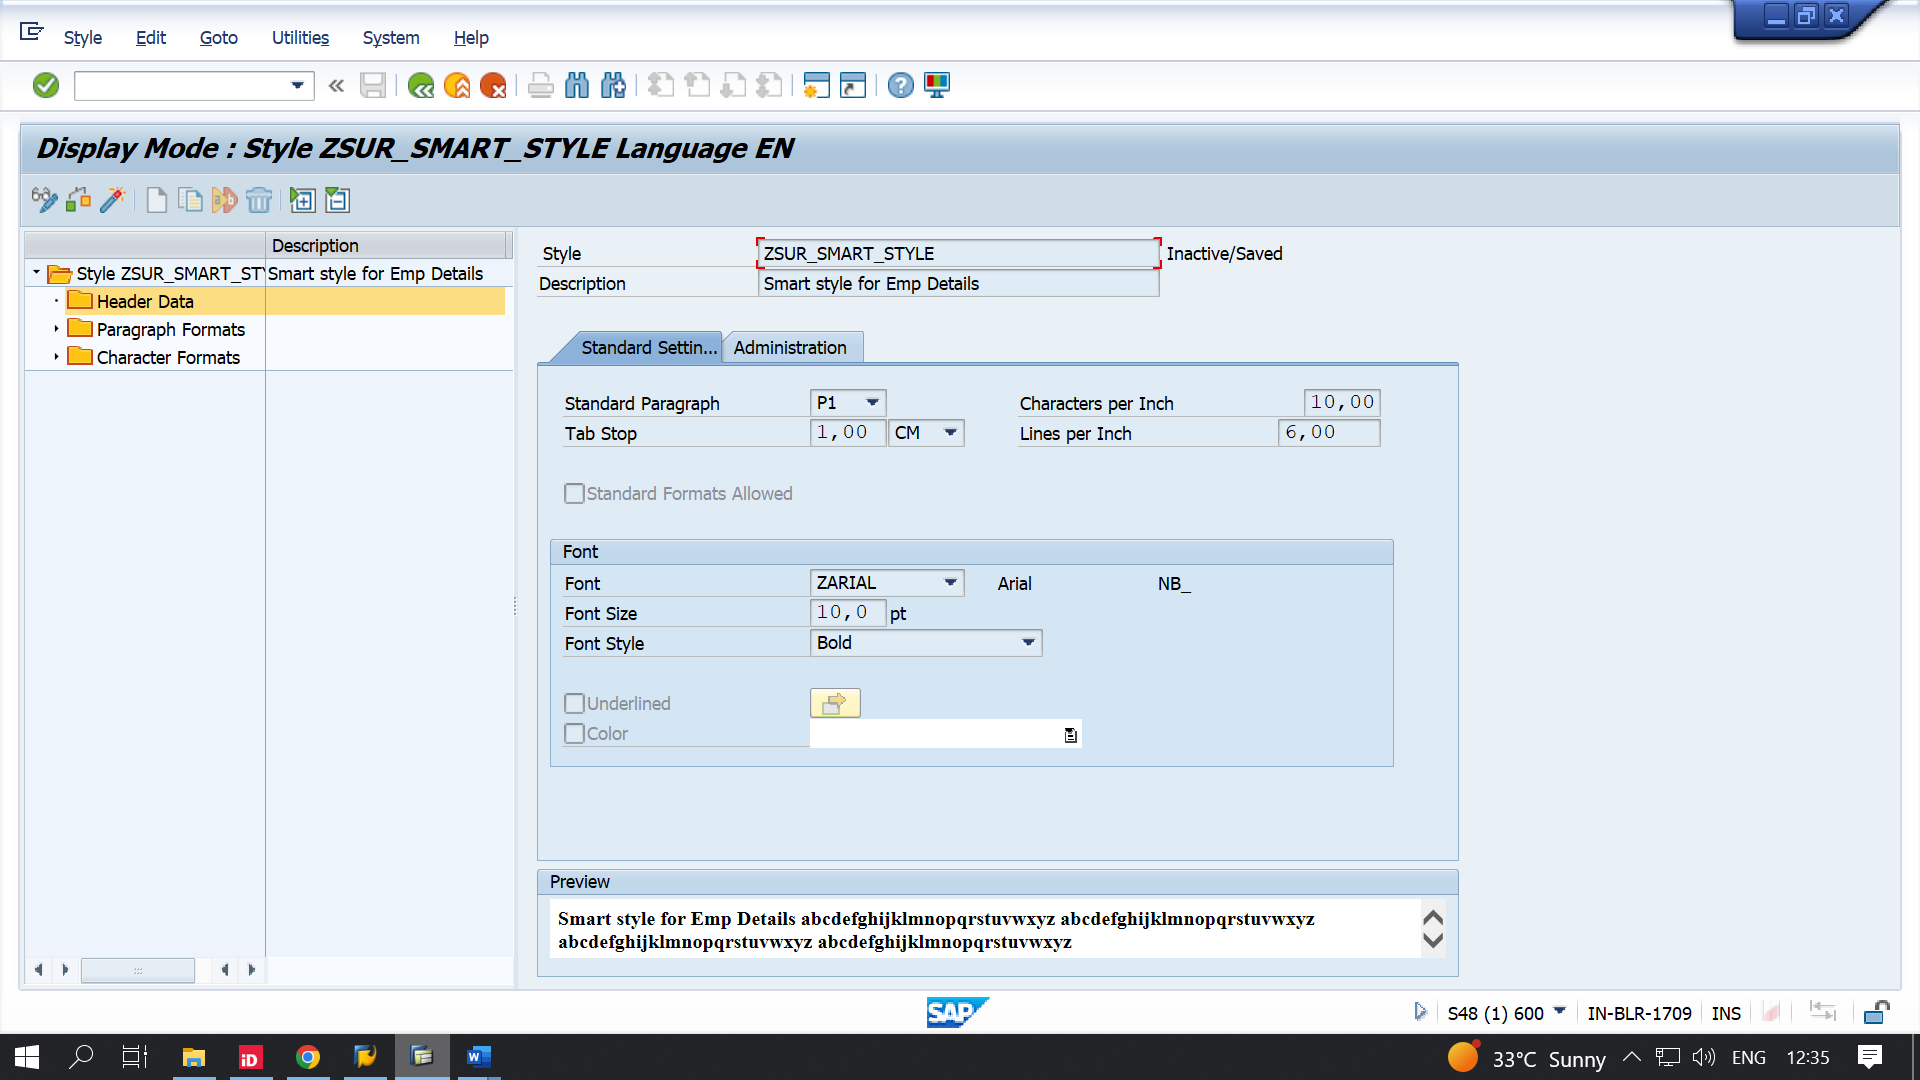 Style Edit Goto Utilities System Help
Display Mode : Style ZSUR_SMART_STYLE Language EN
Description
Style ZSUR_SMART_STY Smart style for Emp Details
Header Data
Paragraph Formats
Character Formats
Style ZSUR_SMART_STYLE Inactive/Saved
Description Smart style for Emp Details
Standard Settin... Administration
Standard Paragraph P1 Characters per Inch 10,00
Tab Stop 1,00 CM Lines per Inch 6,00
Standard Formats Allowed
Font
Font ZARIAL Arial NB_
Font Size 10,0 pt
Font Style Bold
Underlined
Color
Preview
Smart style for Emp Details abcdefghijklmnopqrstuvwxyz abcdefghijklmnopqrstuvwxyz
abcdefghijklmnopqrstuvwxyz abcdefghijklmnopqrstuvwxyz
SAP S48 (1) 600 IN-BLR-1709 INS
33°C Sunny ENG 12:35